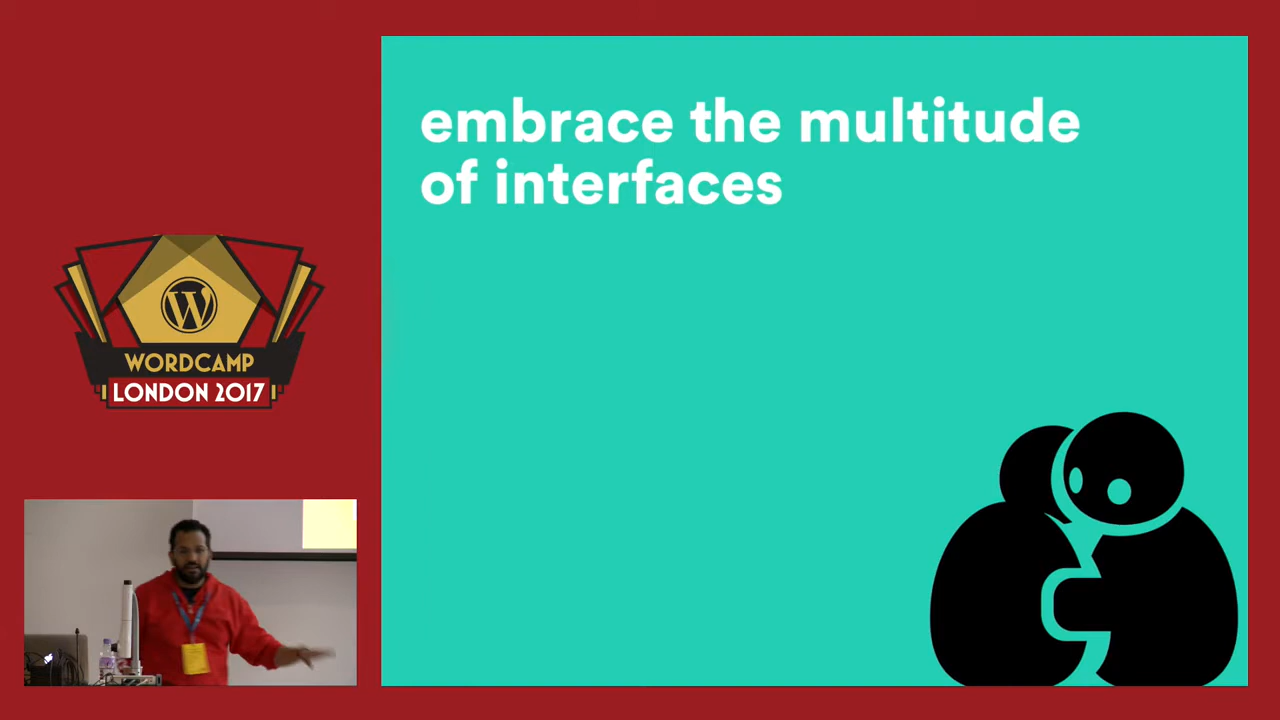 embrace the multitude
of interfaces
W
WORDCAMP
LONDON 2017